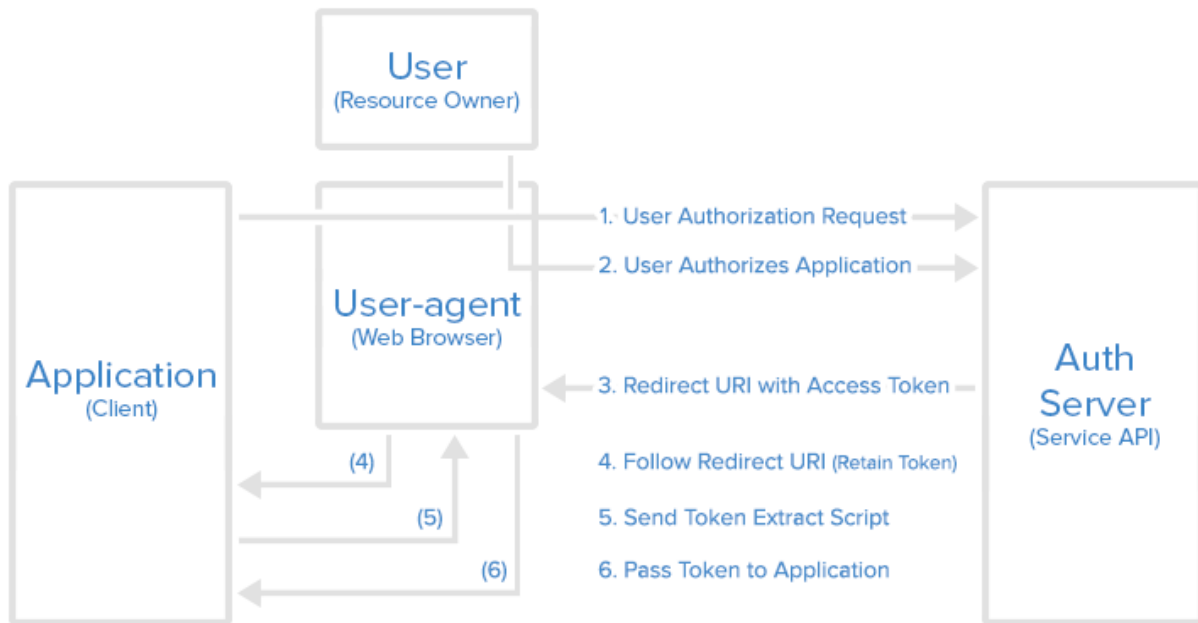 User
(Resource Owner)
1. User Authorization Request
2. User Authorizes Application
User-agent
(Web Browser)
Application
(Client)
3. Redirect URI with Access Token
Auth
Server
(Service API)
(4)
4. Follow Redirect URI (Retain Token)
(5)
5. Send Token Extract Script
(6)
6. Pass Token to Application